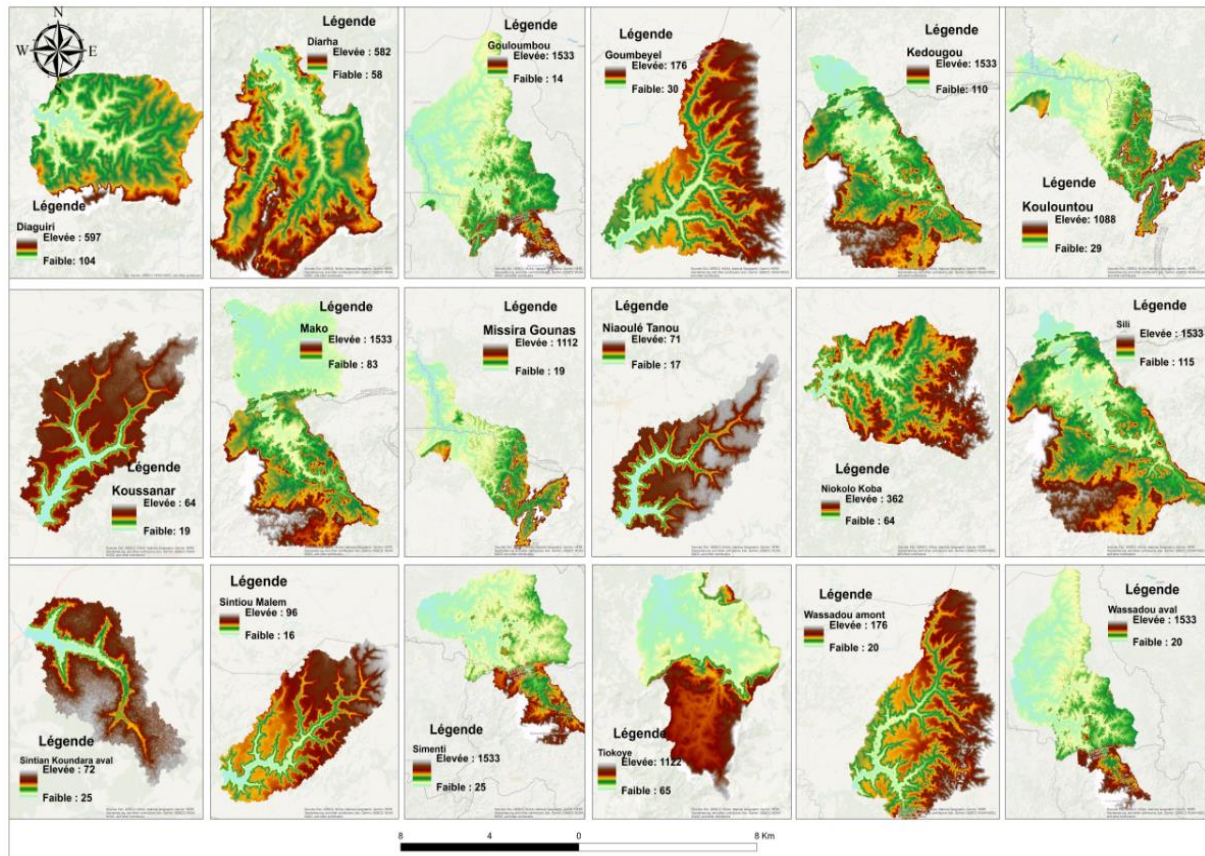 N
W E
S
Légende
Diaguiri
Elevée : 597
Faible : 104
Légende
Diarha
Elevée : 582
Fiable : 58
Légende
Gouloumbou
Elevée: 1533
Faible : 14
Légende
Goumbeyel
Elevée: 176
Faible : 30
Légende
Kedougou
Elevée: 1533
Faible : 110
Légende
Koulountou
Elevée: 1088
Faible : 29
Légende
Koussanar
Elevée : 64
Faible: 19
Légende
Mako
Elevée : 1533
Faible : 83
Légende
Missira Gounas
Elevée : 1112
Faible : 19
Légende
Niaoulé Tanou
Elevée: 71
Faible : 17
Légende
Niokolo Koba
Elevée : 362
Faible : 64
Légende
Sili
Elevée : 1533
Faible : 115
Légende
Sintian Koundara aval
Elevée : 72
Faible : 25
Légende
Sintiou Malem
Elevée : 96
Faible : 16
Légende
Simenti
Elevée : 1533
Faible : 25
Légende
Tiokoye
Elevée: 1122
Faible : 65
Légende
Wassadou amont
Elevée : 176
Faible : 20
Légende
Wassadou aval
Elevée : 1533
Faible : 20
8 4 0 8 Km